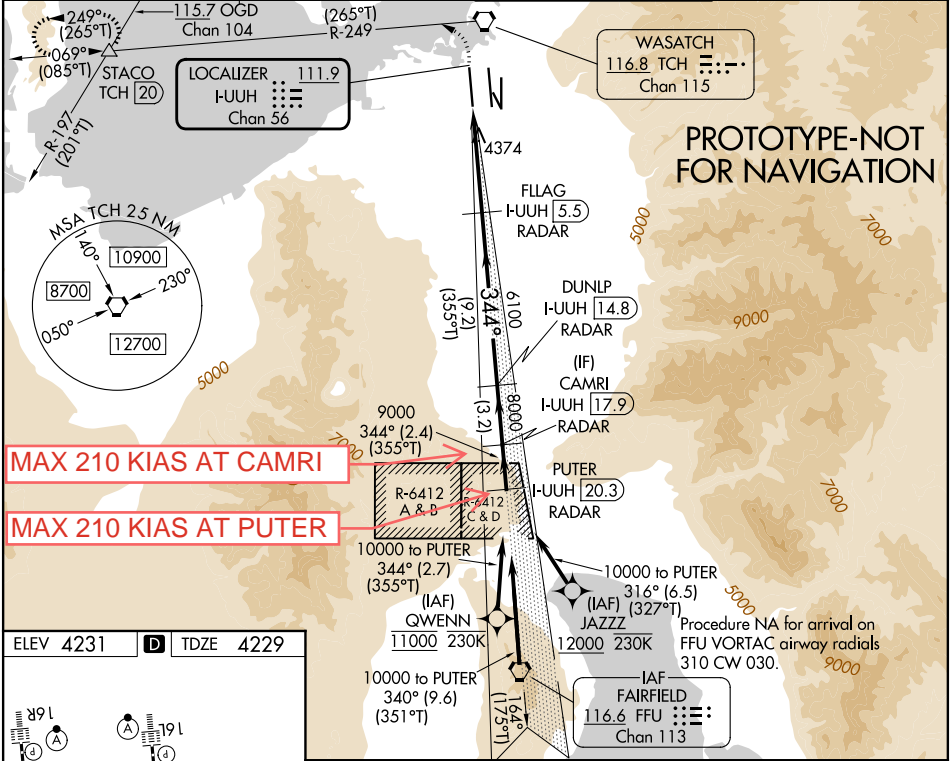 249°
(265°T)
069°
(085°T)
115.7 OGD
Chan 104
(265°T)
R-249
STACO
TCH 20
R-197
(201°T)
LOCALIZER 111.9
I-UUH
Chan 56
WASATCH
116.8 TCH
Chan 115
PROTOTYPE-NOT
FOR NAVIGATION
4374
FLLAG
I-UUH 5.5
RADAR
5000
7000
MSA TCH 25 NM
140°
10900
8700
230°
050°
12700
5000
344°
6100
(9.2)
(355°T)
DUNLP
I-UUH 14.8
RADAR
9000
(IF)
CAMRI
I-UUH 17.9
RADAR
(3.2)
8000
9000
344° (2.4)
(355°T)
7000
MAX 210 KIAS AT CAMRI
R-6412
A & B
R-6412
C & D
PUTER
I-UUH 20.3
RADAR
7000
MAX 210 KIAS AT PUTER
10000 to PUTER
344° (2.7)
(355°T)
10000 to PUTER
316° (6.5)
(327°T)
5000
(IAF)
QWENN
11000 230K
(IAF)
JAZZZ
12000 230K
Procedure NA for arrival on
FFU VORTAC airway radials
310 CW 030.
9000
10000 to PUTER
340° (9.6)
(351°T)
164°
(175°T)
IAF
FAIRFIELD
116.6 FFU
Chan 113
ELEV 4231 D TDZE 4229
16R
A
P
A
16L
P